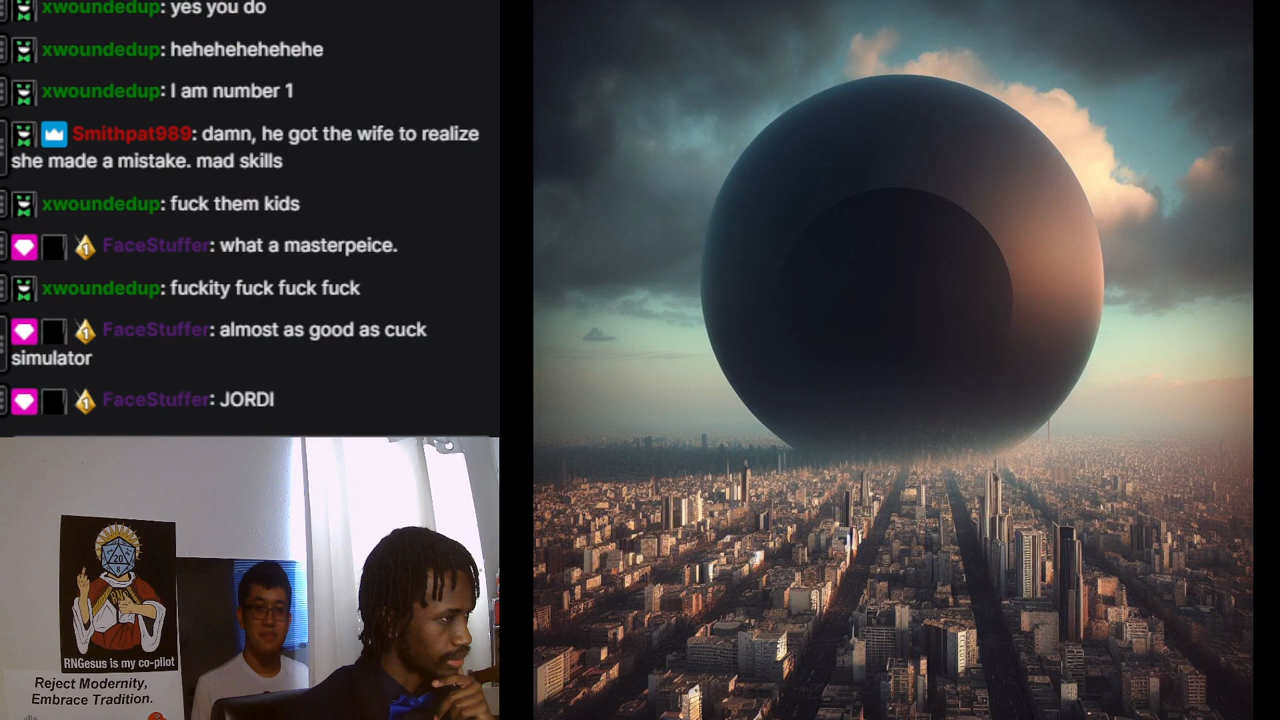 xwoundedup: yes you do
xwoundedup: hehehehehehehe
xwoundedup: I am number 1
Smithpat989: damn, he got the wife to realize
she made a mistake. mad skills
xwoundedup: fuck them kids
FaceStuffer: what a masterpeice.
xwoundedup: fuckity fuck fuck fuck
FaceStuffer: almost as good as cuck
simulator
FaceStuffer: JORDI
20
8
RNGesus is my co-pilot
Reject Modernity,
Embrace Tradition.